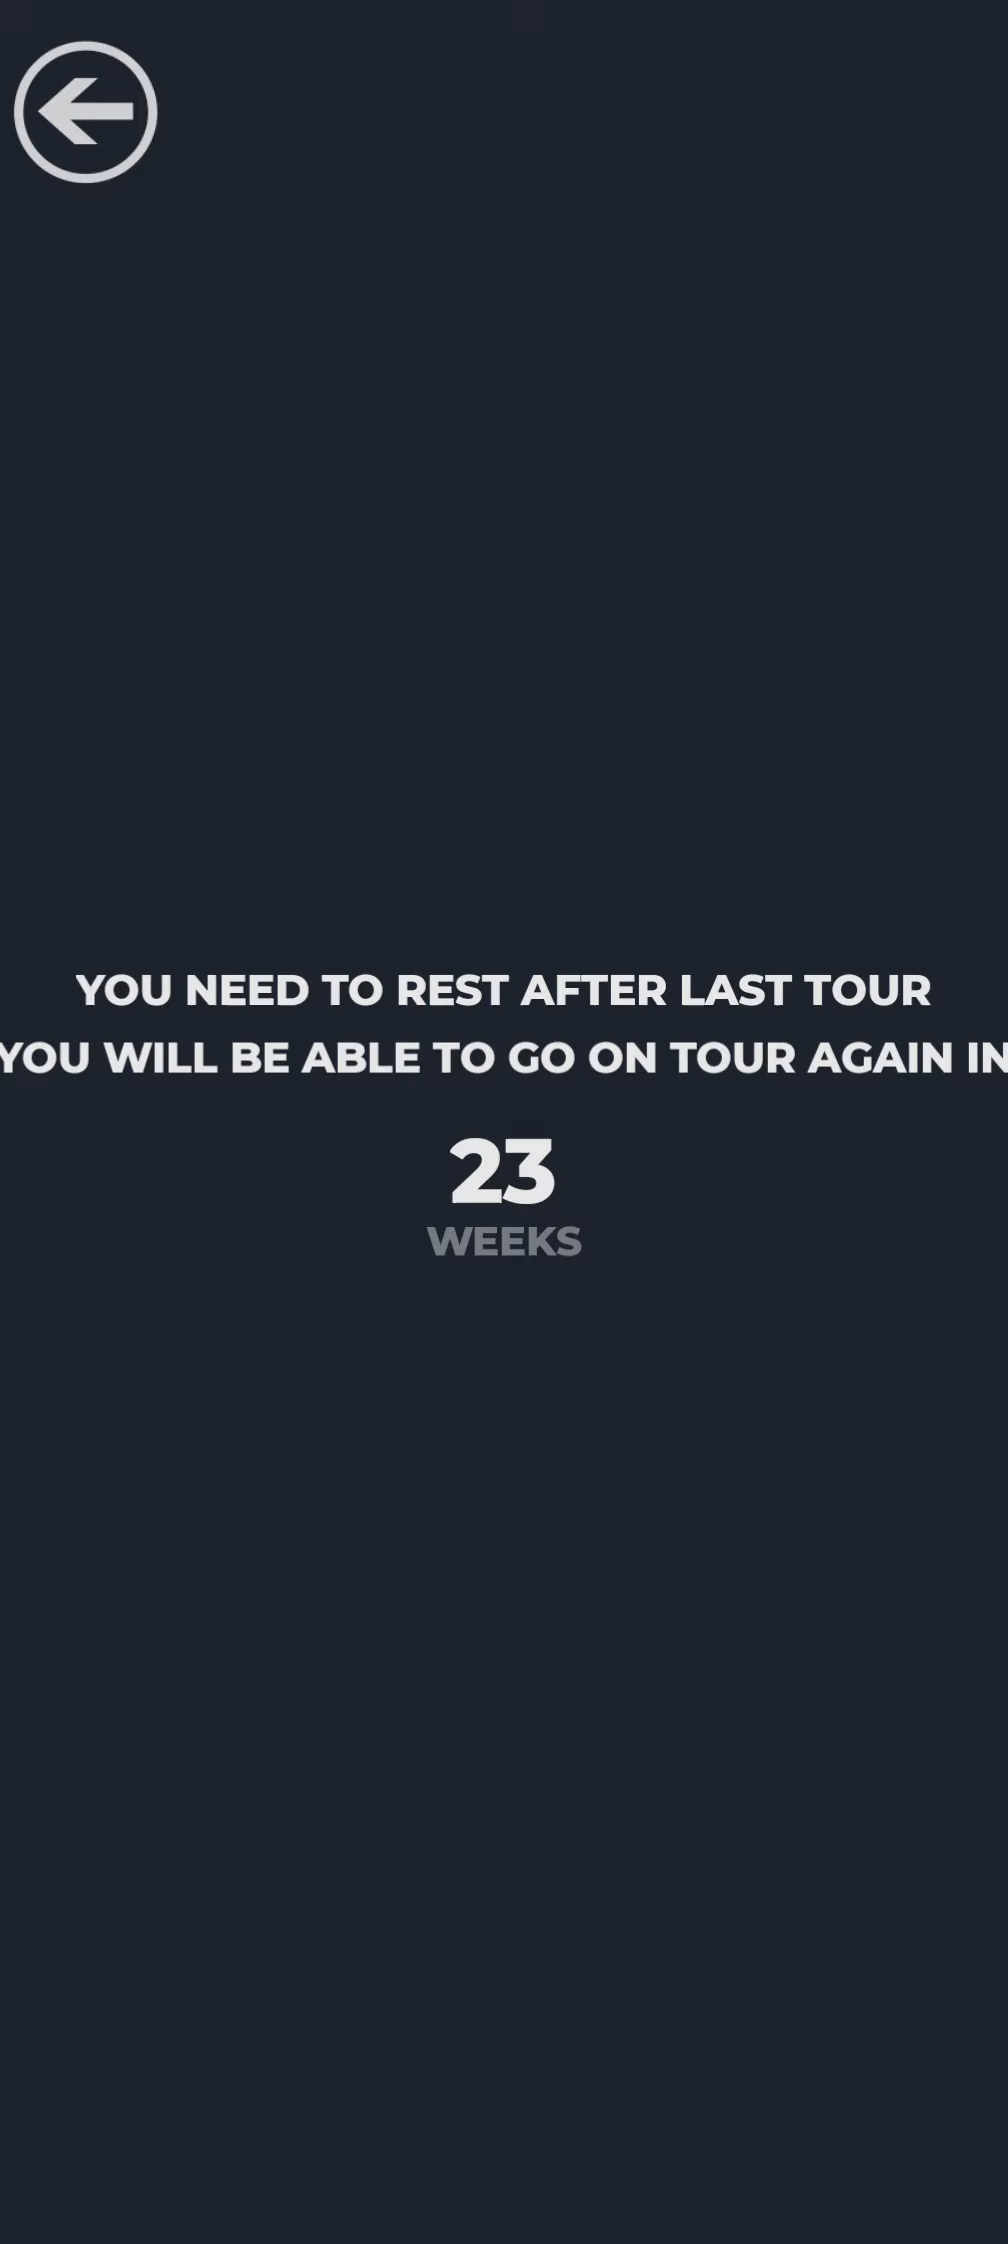 YOU NEED TO REST AFTER LAST TOUR
YOU WILL BE ABLE TO GO ON TOUR AGAIN IN
23
WEEKS